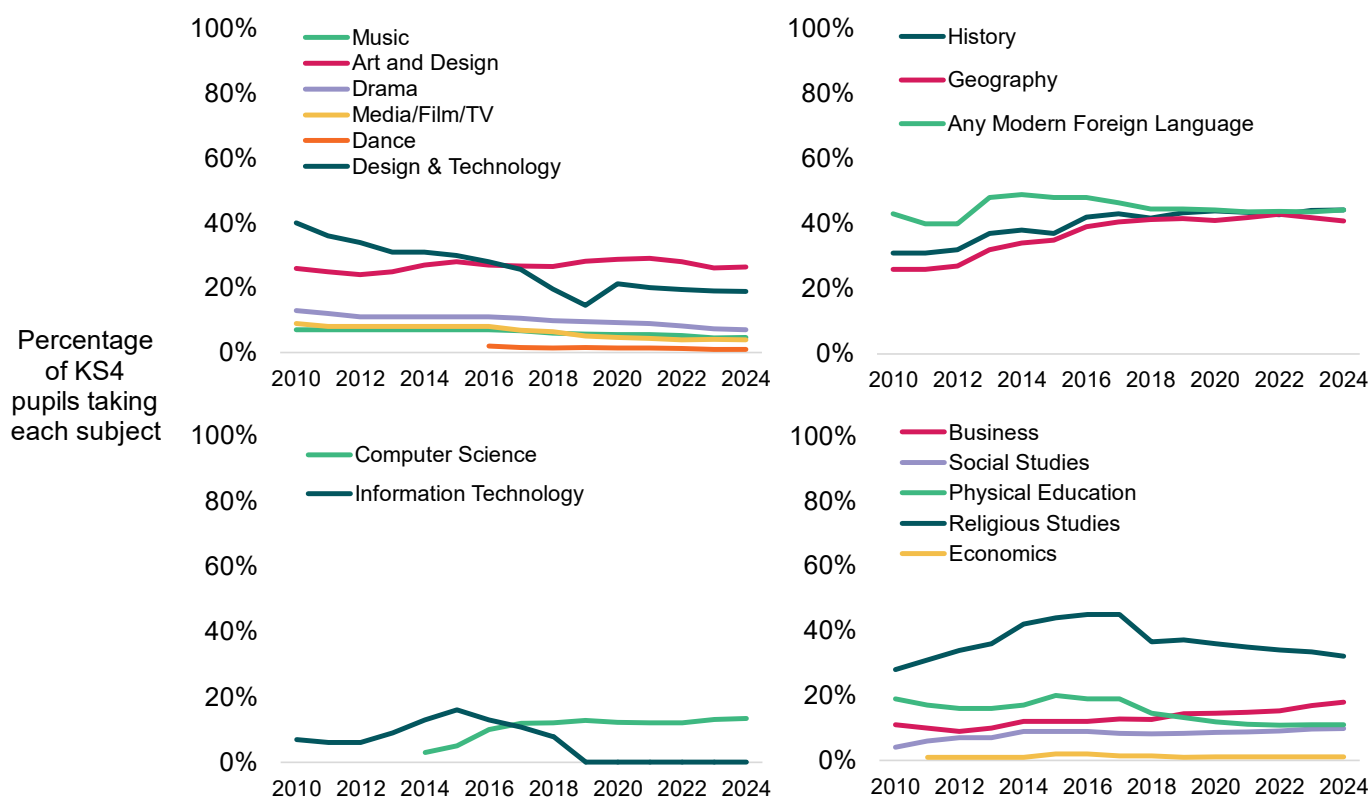 Percentage
of KS4
pupils taking
each subject
100%
80%
60%
40%
20%
0%
Music
Art and Design
Drama
Media/Film/TV
Dance
Design & Technology
2010 2012 2014 2016 2018 2020 2022 2024
100%
80%
60%
40%
20%
0%
History
Geography
Any Modern Foreign Language
2010 2012 2014 2016 2018 2020 2022 2024
100%
80%
60%
40%
20%
0%
Computer Science
Information Technology
2010 2012 2014 2016 2018 2020 2022 2024
100%
80%
60%
40%
20%
0%
Business
Social Studies
Physical Education
Religious Studies
Economics
2010 2012 2014 2016 2018 2020 2022 2024